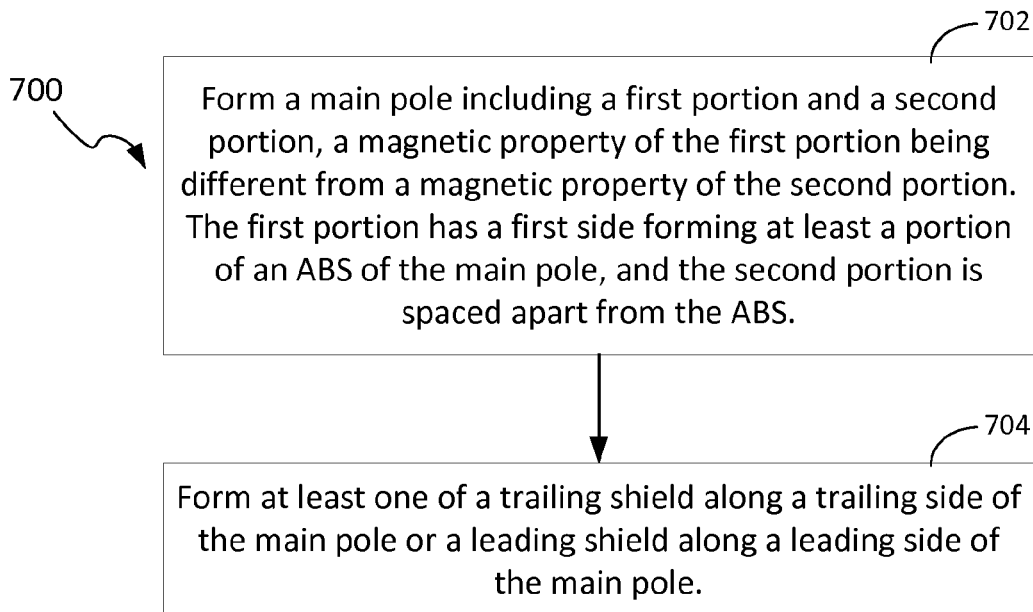 702
700
Form a main pole including a first portion and a second
portion, a magnetic property of the first portion being
different from a magnetic property of the second portion.
The first portion has a first side forming at least a portion
of an ABS of the main pole, and the second portion is
spaced apart from the ABS.
704
Form at least one of a trailing shield along a trailing side of
the main pole or a leading shield along a leading side of
the main pole.